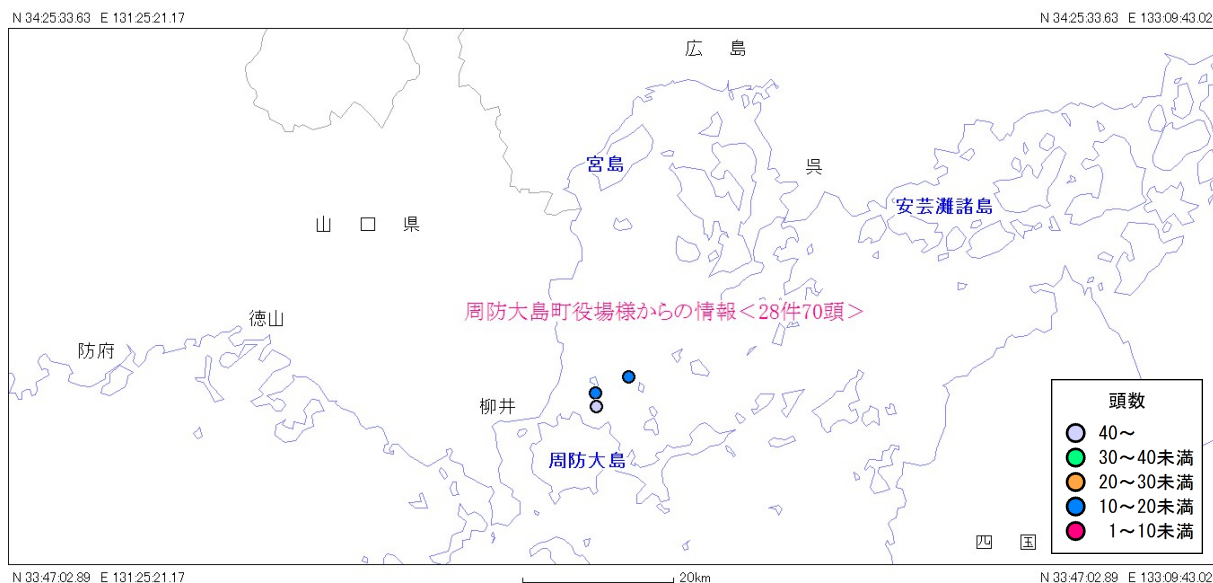 N 34:25:33.63 E 131:25:21.17
N 34:25:33.63 E 133:09:43.02
広 島
宮島
呉
安芸灘諸島
山 口 県
周防大島町役場様からの情報<28件70頭>
徳山
防府
柳井
周防大島
頭数
40～
30～40未満
20～30未満
10～20未満
1～10未満
四 国
N 33:47:02.89 E 131:25:21.17
20km
N 33:47:02.89 E 133:09:43.02